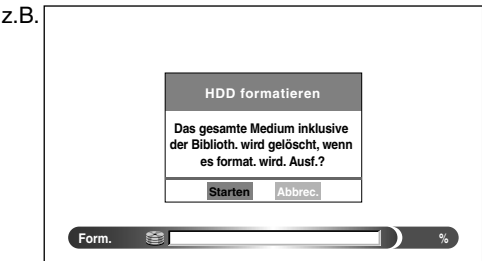 z.B.
HDD formatieren
Das gesamte Medium inklusive
der Biblioth. wird gelöscht, wenn
es format. wird. Ausf.?
Starten Abbrec.
Form. %